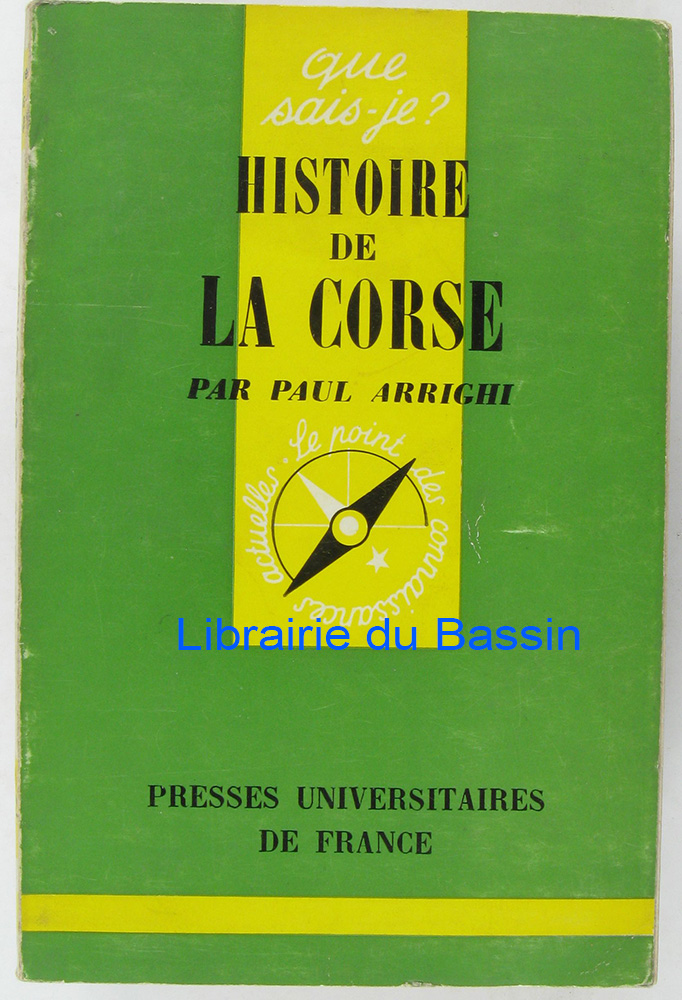 que
sais-je?
HISTOIRE
DE
LA CORSE
PAR PAUL ARRIGHI
Le point des connaissances actuelles.
Librairie du Bassin
PRESSES UNIVERSITAIRES
DE FRANCE